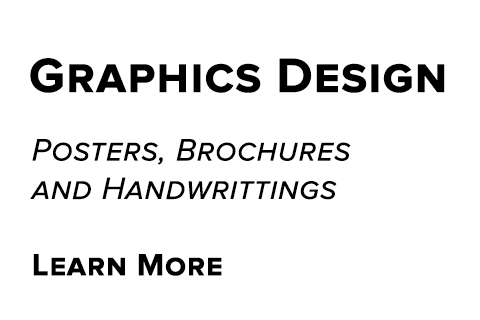 Graphics Design
Posters, Brochures
and Handwrittings
Learn More